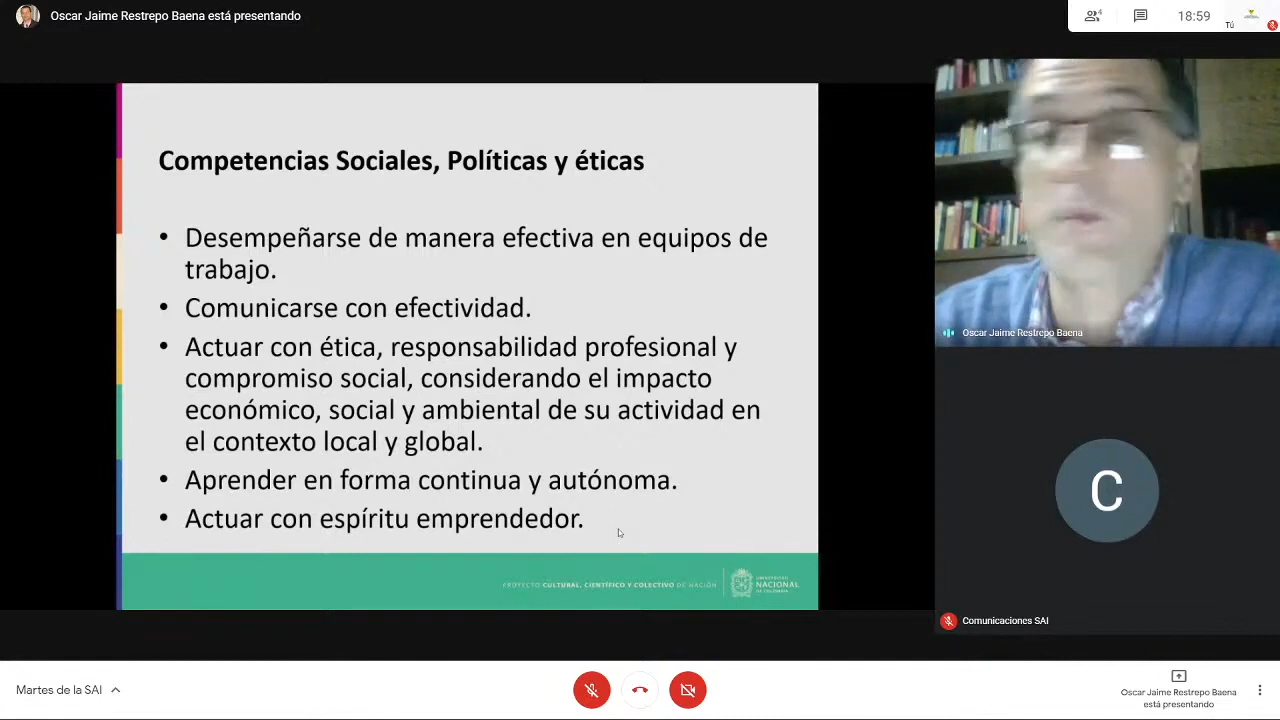 Oscar Jaime Restrepo Baena está presentando
4
18:59
Tú
Competencias Sociales, Políticas y éticas
• Desempeñarse de manera efectiva en equipos de
trabajo.
• Comunicarse con efectividad.
• Actuar con ética, responsabilidad profesional y
compromiso social, considerando el impacto
económico, social y ambiental de su actividad en
el contexto local y global.
• Aprender en forma continua y autónoma.
• Actuar con espíritu emprendedor.
PROYECTO CULTURAL, CIENTÍFICO Y COLECTIVO DE NACIÓN
UNIVERSIDAD
NACIONAL
DE COLOMBIA
Oscar Jaime Restrepo Baena
C
Comunicaciones SAI
Martes de la SAI
Oscar Jaime Restrepo Baena
está presentando